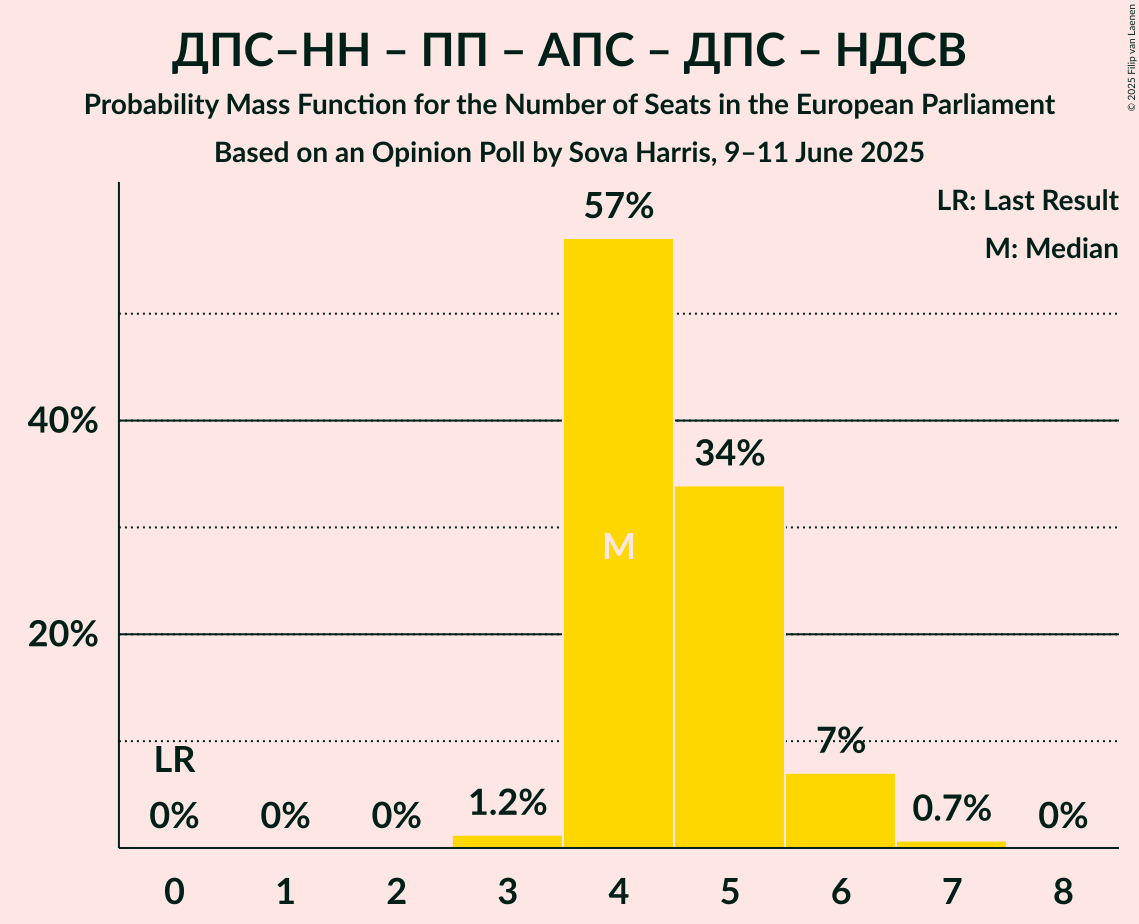 ДПС–НН – ПП – АПС – ДПС – НДСВ
Probability Mass Function for the Number of Seats in the European Parliament
Based on an Opinion Poll by Sova Harris, 9–11 June 2025
© 2025 Filip van Laenen
LR: Last Result
M: Median
57%
40%
34%
M
20%
7%
LR
1.2%
0.7%
0% 0% 0% 0%
0 1 2 3 4 5 6 7 8